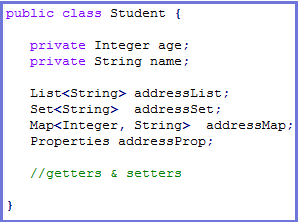 public class Student {
private Integer age;
private String name;
List<String> addressList;
Set<String>  addressSet;
Map<Integer, String>  addressMap;
Properties addressProp;
//getters & setters
}